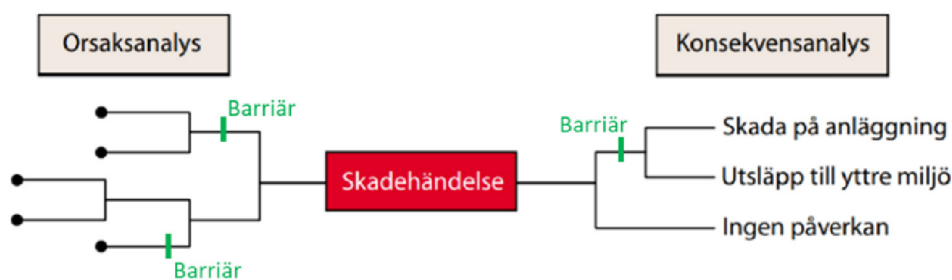 Orsaksanalys
Konsekvensanalys
Barriär
Barriär
Skada på anläggning
Skadehändelse
Utsläpp till yttre miljö
Ingen påverkan
Barriär